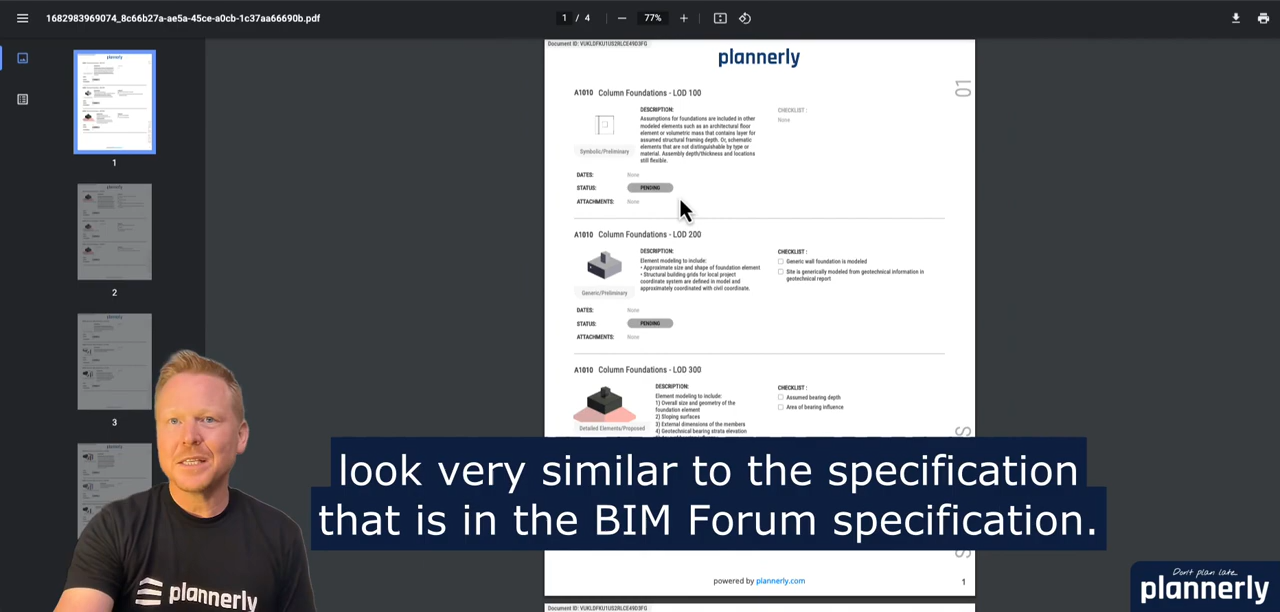 1682983969074_8c66b27a-ae5a-45ce-a0cb-1c37aa66690b.pdf
1 / 4
77%
1
2
3
Document ID: VUKLDFKU1US2RLCE49D3FG
plannerly
01
A1010 Column Foundations - LOD 100
Symbolic/Preliminary
DESCRIPTION:
Assumptions for foundations are included in other
modeled elements such as an architectural floor
element or volumetric mass that contains layer for
assumed structural framing depth. Or, schematic
elements that are not distinguishable by type or
material. Assembly depth/thickness and locations
still flexible.
CHECKLIST :
None
DATES: None
STATUS: PENDING
ATTACHMENTS: None
A1010 Column Foundations - LOD 200
Generic/Preliminary
DESCRIPTION:
Element modeling to include:
• Approximate size and shape of foundation element
• Structural building grids for local project
coordinate system are defined in model and
approximately coordinated with civil coordinate.
CHECKLIST :
Generic wall foundation is modeled
Site is generically modeled from geotechnical information in
geotechnical report
DATES: None
STATUS: PENDING
ATTACHMENTS: None
A1010 Column Foundations - LOD 300
Detailed Elements/Proposed
DESCRIPTION:
Element modeling to include:
1) Overall size and geometry of the
foundation element
2) Sloping surfaces
3) External dimensions of the members
4) Geotechnical bearing strata elevation
CHECKLIST :
Assumed bearing depth
Area of bearing influence
look very similar to the specification
that is in the BIM Forum specification.
powered by plannerly.com
1
Document ID: VUKLDFKU1US2RLCE49D3FG
plannerly
Don't plan late.
plannerly